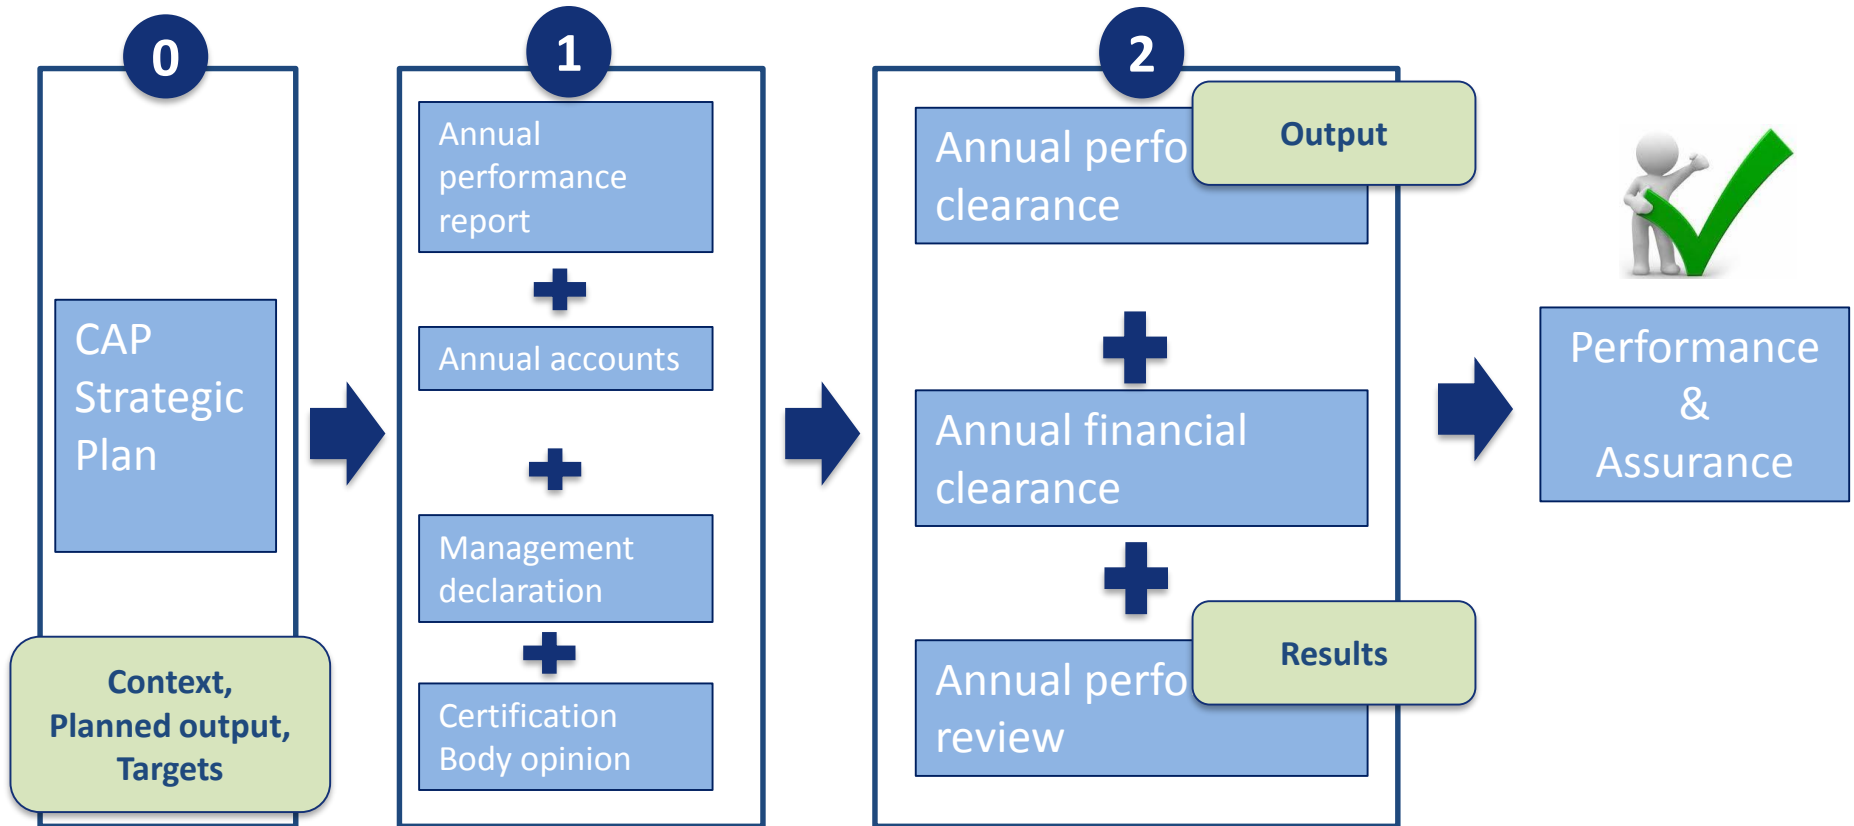 0
CAP
Strategic
Plan
Context,
Planned output,
Targets
1
Annual
performance
report
Annual accounts
Management
declaration
Certification
Body opinion
2
Annual perfo
clearance
Output
Annual financial
clearance
Annual perfo
review
Results
Performance
&
Assurance